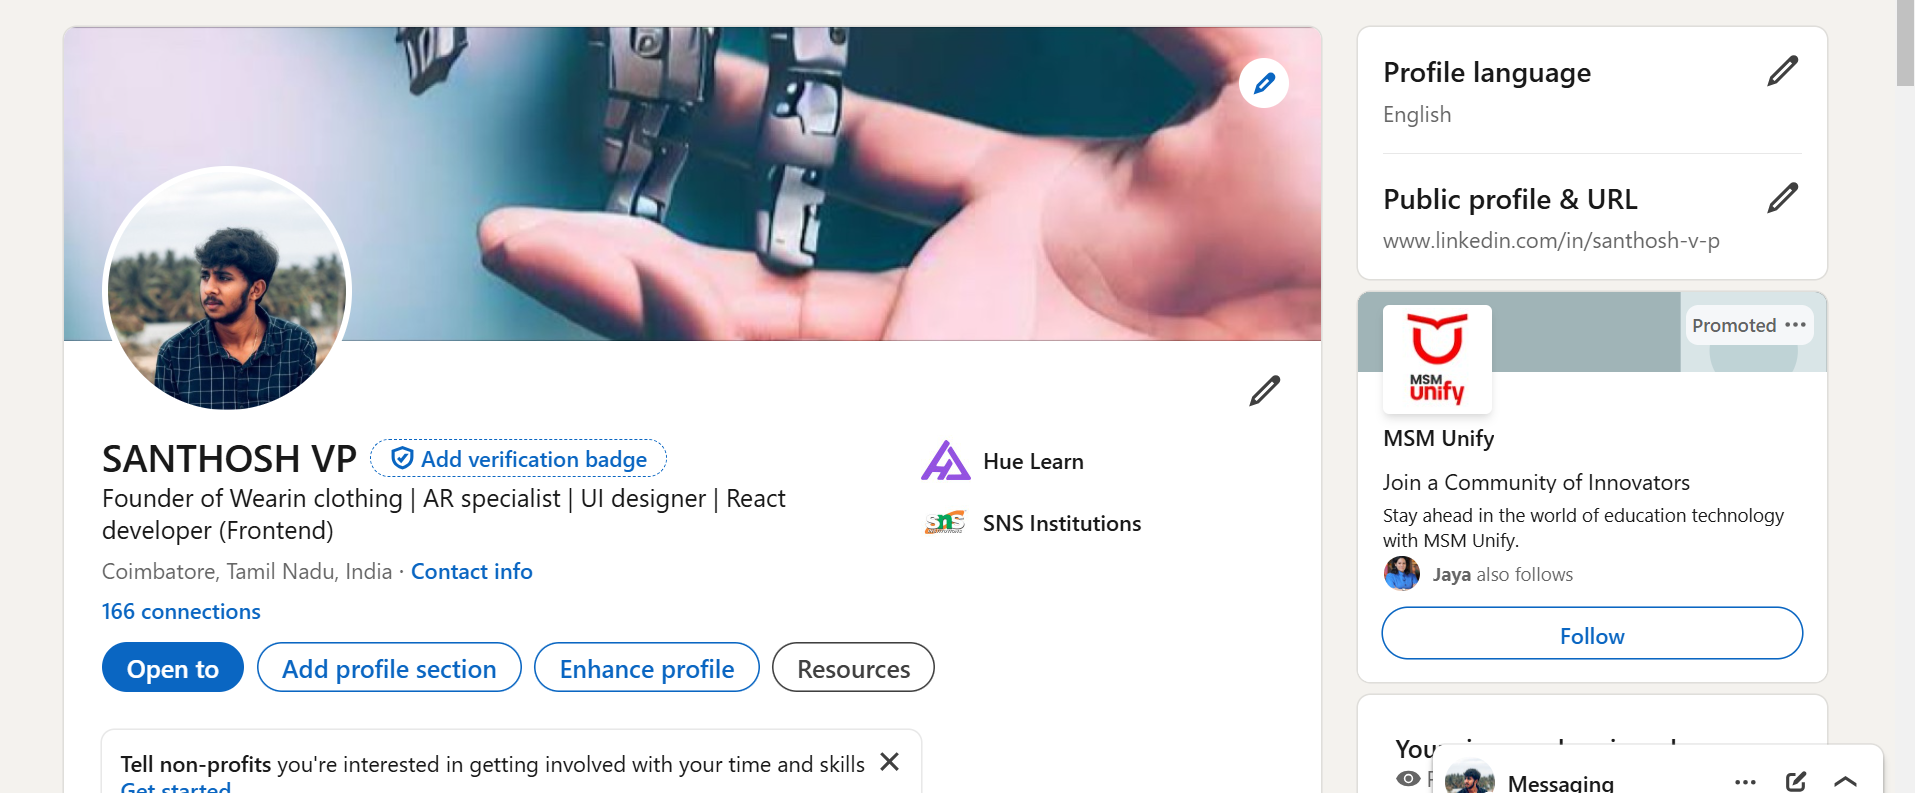 SANTHOSH VP
Add verification badge
Founder of Wearin clothing | AR specialist | UI designer | React
developer (Frontend)
Coimbatore, Tamil Nadu, India · Contact info
166 connections
Open to
Add profile section
Enhance profile
Resources
Hue Learn
sns
SNS Institutions
Tell non-profits you're interested in getting involved with your time and skills
Get started
Profile language
English
Public profile & URL
www.linkedin.com/in/santhosh-v-p
Promoted
MSM
unify
MSM Unify
Join a Community of Innovators
Stay ahead in the world of education technology
with MSM Unify.
Jaya also follows
Follow
Messaging